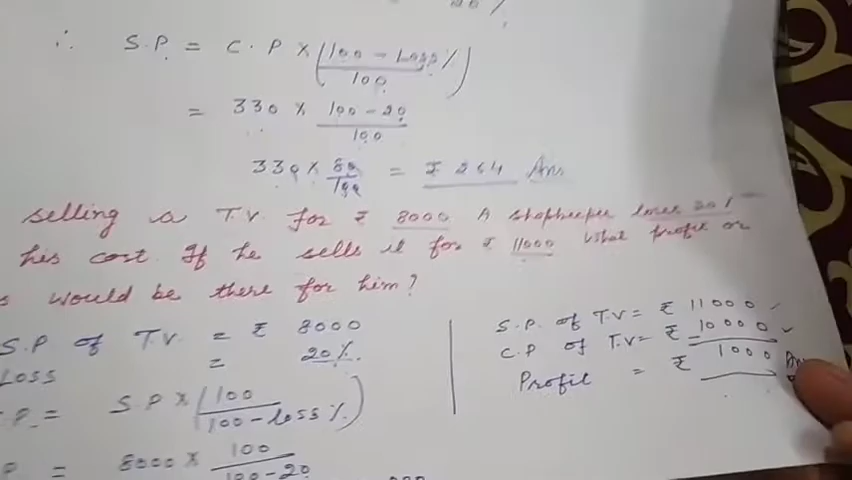 20%
∴ S.P = C.P × (100 - Loss% / 100)
= 330 × 100 - 20 / 100
330 × 80 / 100 = ₹ 264 Ans
selling a T.V. for ₹ 8000 A shopkeeper loses 20%
his cost. If he sells it for ₹ 11000 what profit or
s would be there for him?
S.P of T.V = ₹ 8000
Loss = 20%.
.P = S P × (100 / 100 - loss %)
P = 8000 × 100 / 100 - 20
S.P. of T.V = ₹ 11000
C.P of T.V = ₹ 10000
Profit = ₹ 1000 Ans